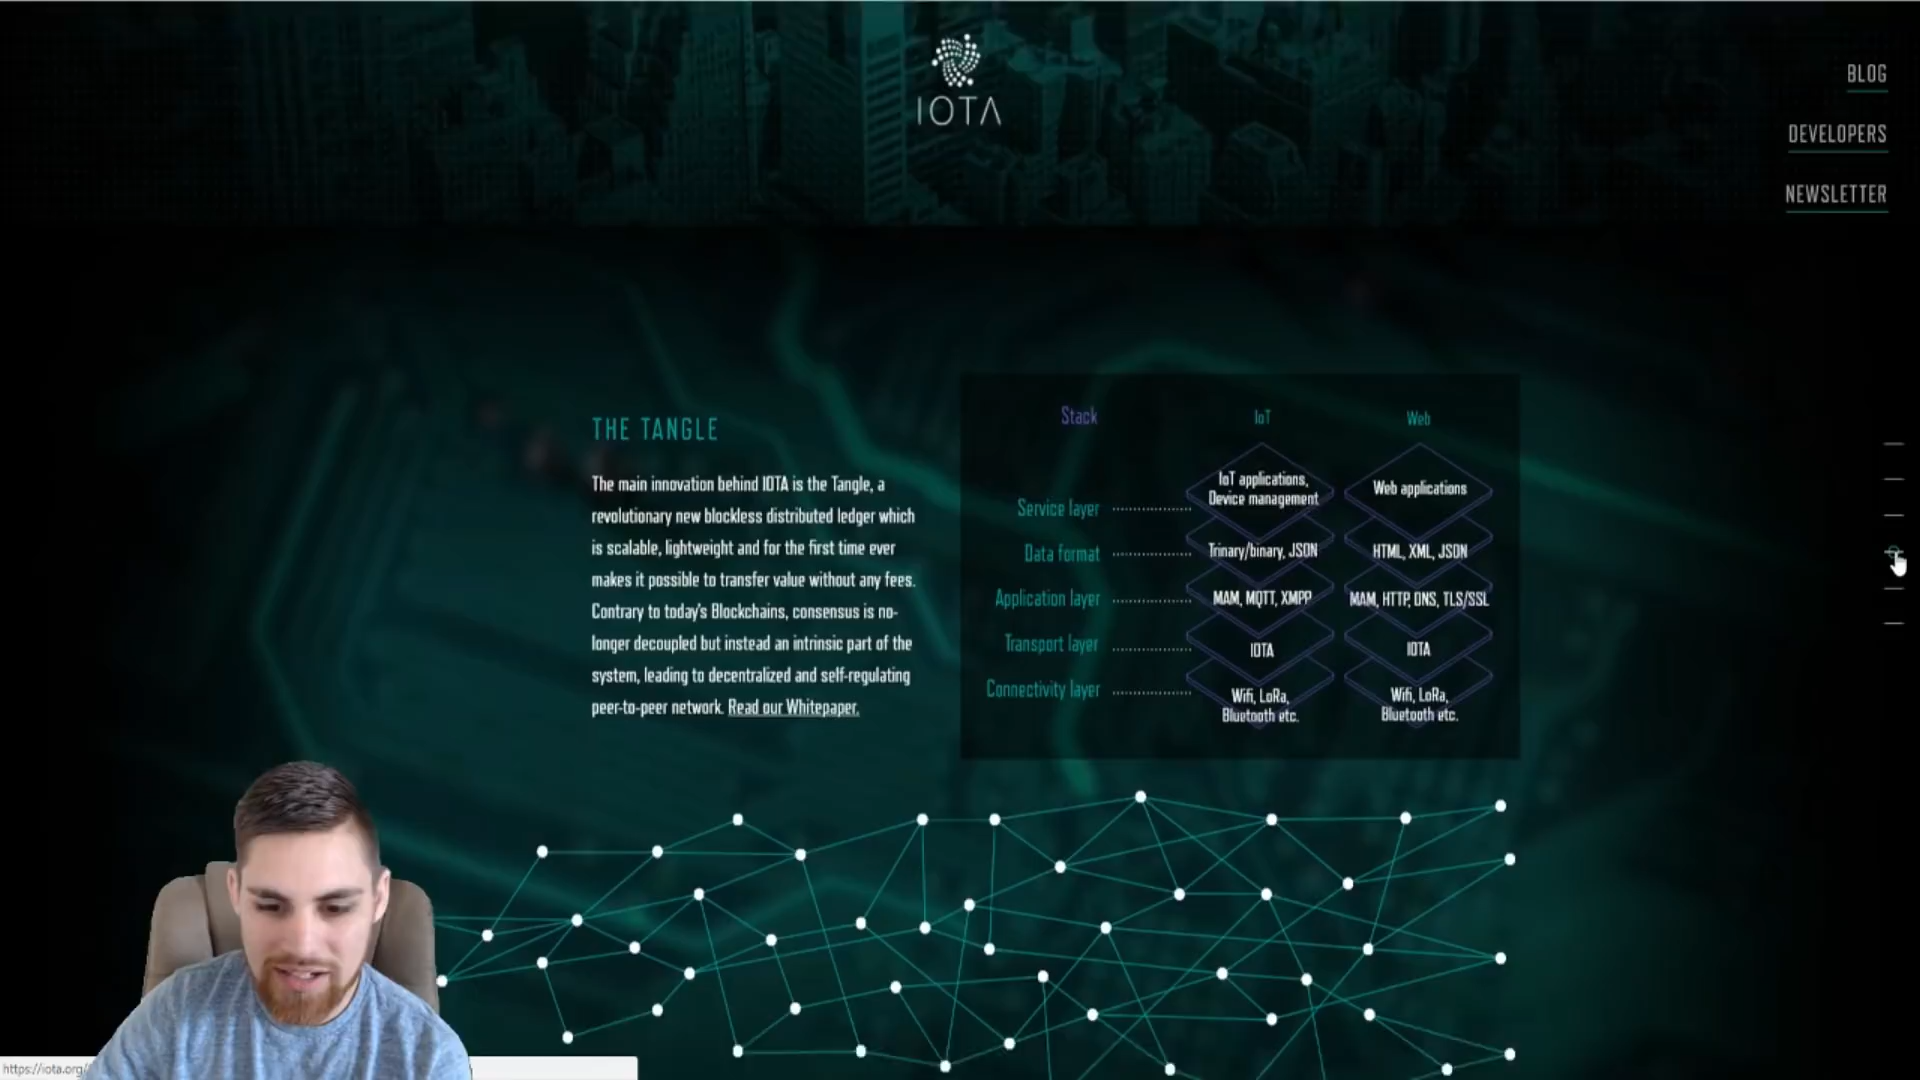 IOTA
BLOG
DEVELOPERS
NEWSLETTER
THE TANGLE
The main innovation behind IOTA is the Tangle, a
revolutionary new blockless distributed ledger which
is scalable, lightweight and for the first time ever
makes it possible to transfer value without any fees.
Contrary to today's Blockchains, consensus is no-
longer decoupled but instead an intrinsic part of the
system, leading to decentralized and self-regulating
peer-to-peer network. Read our Whitepaper.
Stack IoT Web
Service layer
IoT applications,
Device management
Web applications
Data format Trinary/binary, JSON HTML, XML, JSON
Application layer MAM, MQTT, XMPP MAM, HTTP, DNS, TLS/SSL
Transport layer IOTA IOTA
Connectivity layer
Wifi, LoRa,
Bluetooth etc.
Wifi, LoRa,
Bluetooth etc.
https://iota.org/